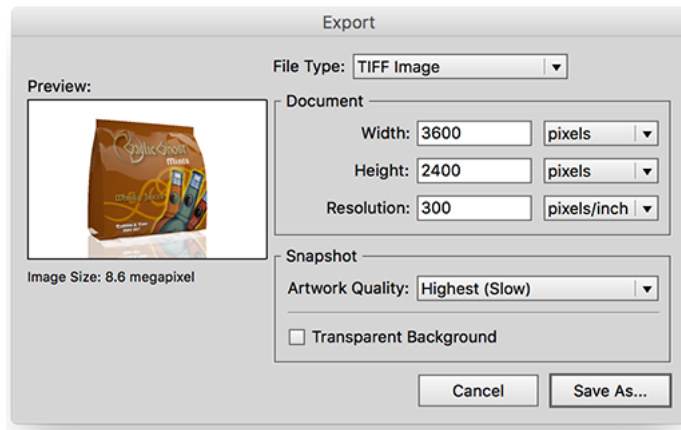 Export
File Type: TIFF Image
Preview:
Document
Width: 3600 pixels
Height: 2400 pixels
Resolution: 300 pixels/inch
Mints
Image Size: 8.6 megapixel
Snapshot
Artwork Quality: Highest (Slow)
Transparent Background
Cancel Save As...